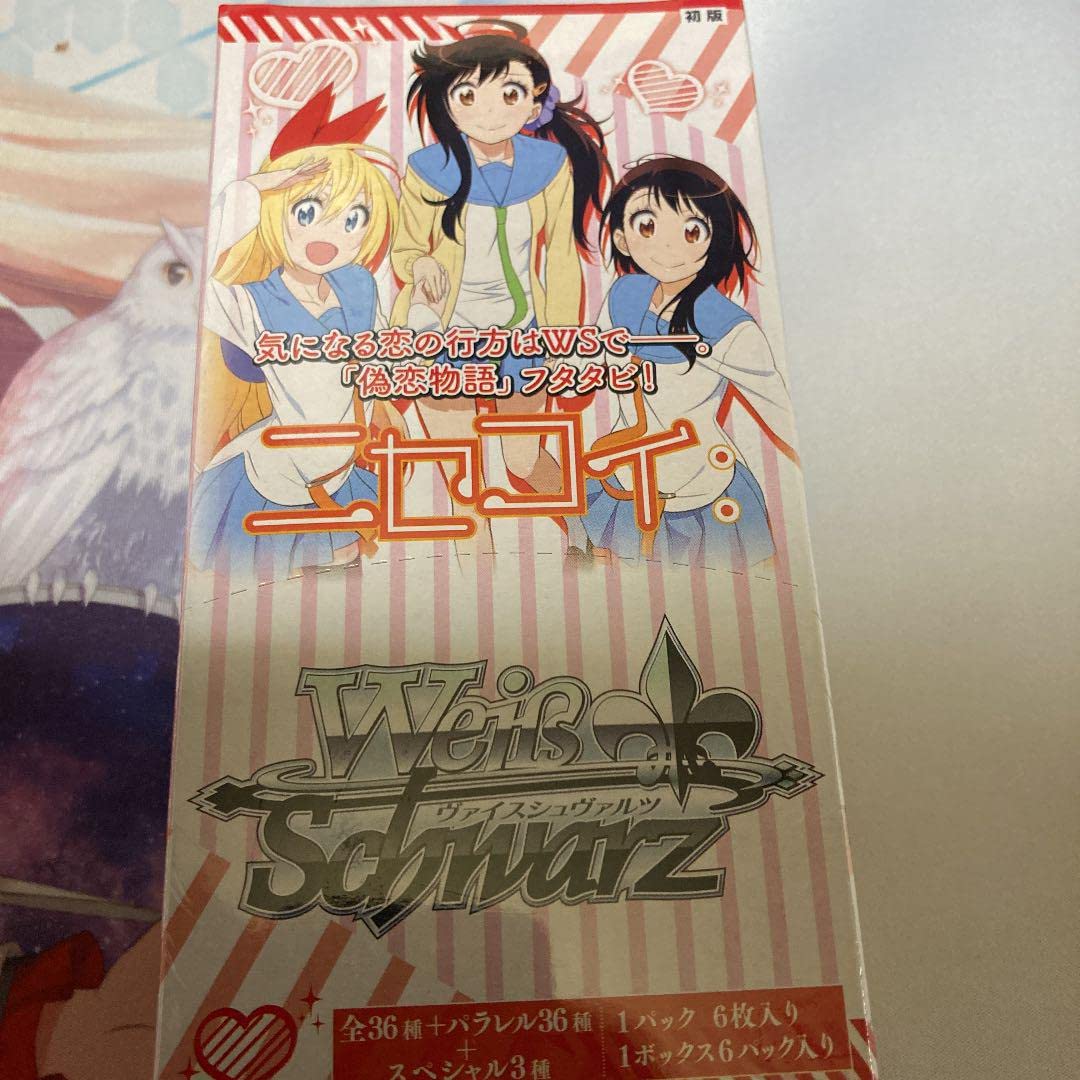 初版
気になる恋の行方はWSで――。
「偽恋物語」フタタビ！
ニセコイ：
Weiß
ヴァイスシュヴァルツ
Schwarz
全36種＋パラレル36種
＋
スペシャル3種
1パック 6枚入り
1ボックス6パック入り